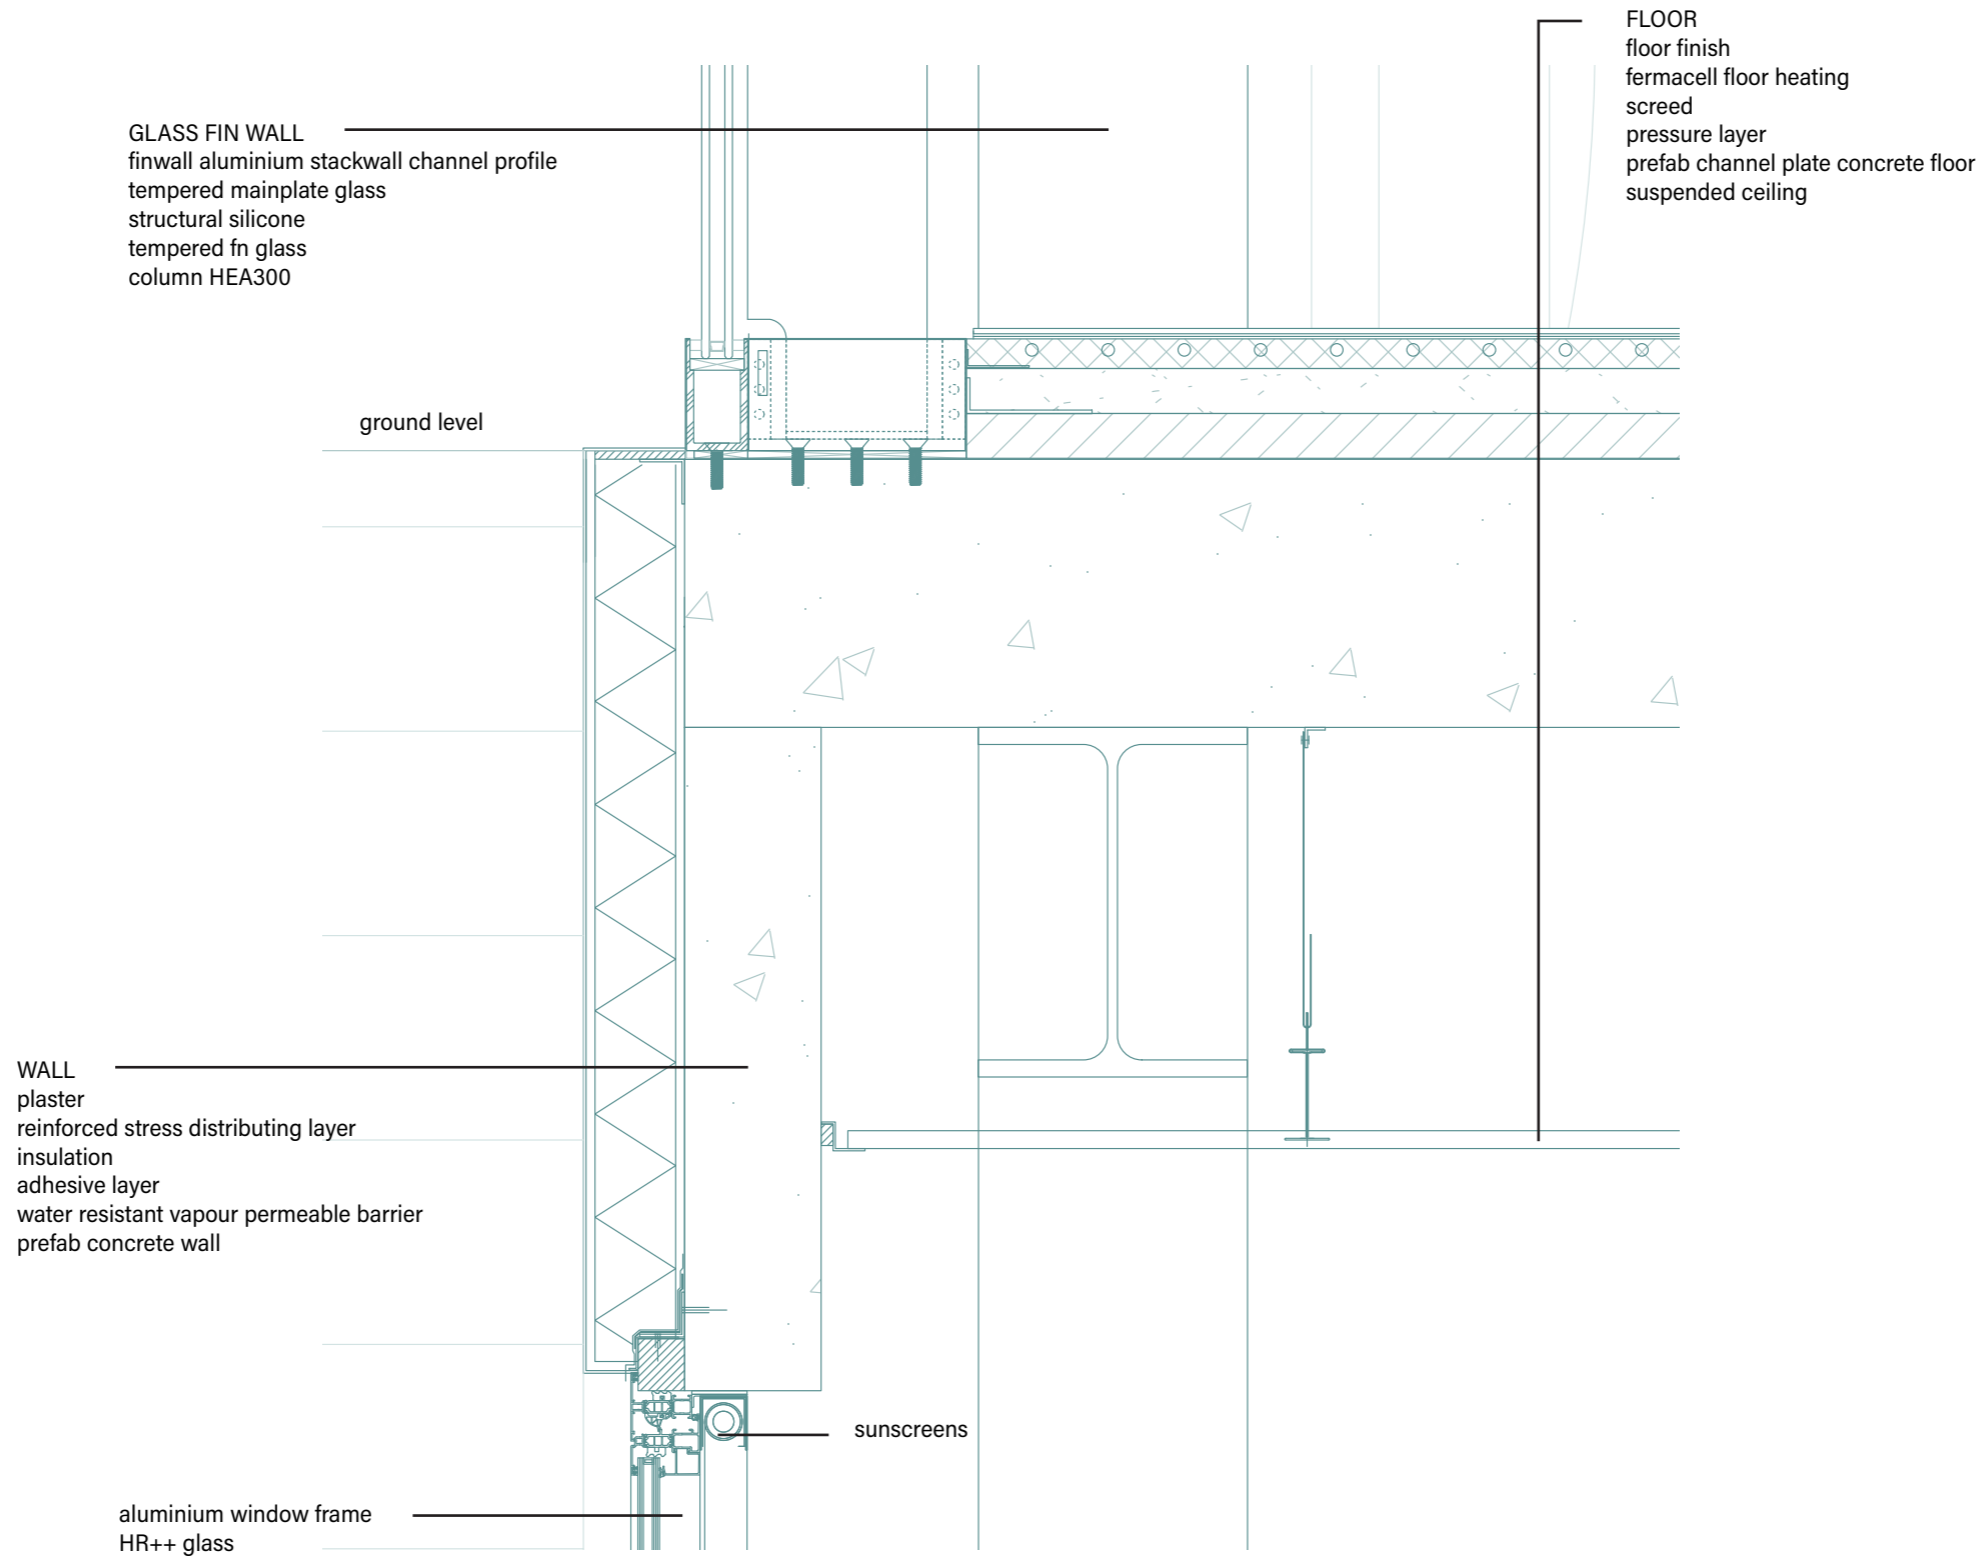 FLOOR
floor finish
fermacell floor heating
screed
pressure layer
prefab channel plate concrete floor
suspended ceiling
GLASS FIN WALL
finwall aluminium stackwall channel profile
tempered mainplate glass
structural silicone
tempered fn glass
column HEA300
ground level
WALL
plaster
reinforced stress distributing layer
insulation
adhesive layer
water resistant vapour permeable barrier
prefab concrete wall
sunscreens
aluminium window frame
HR++ glass